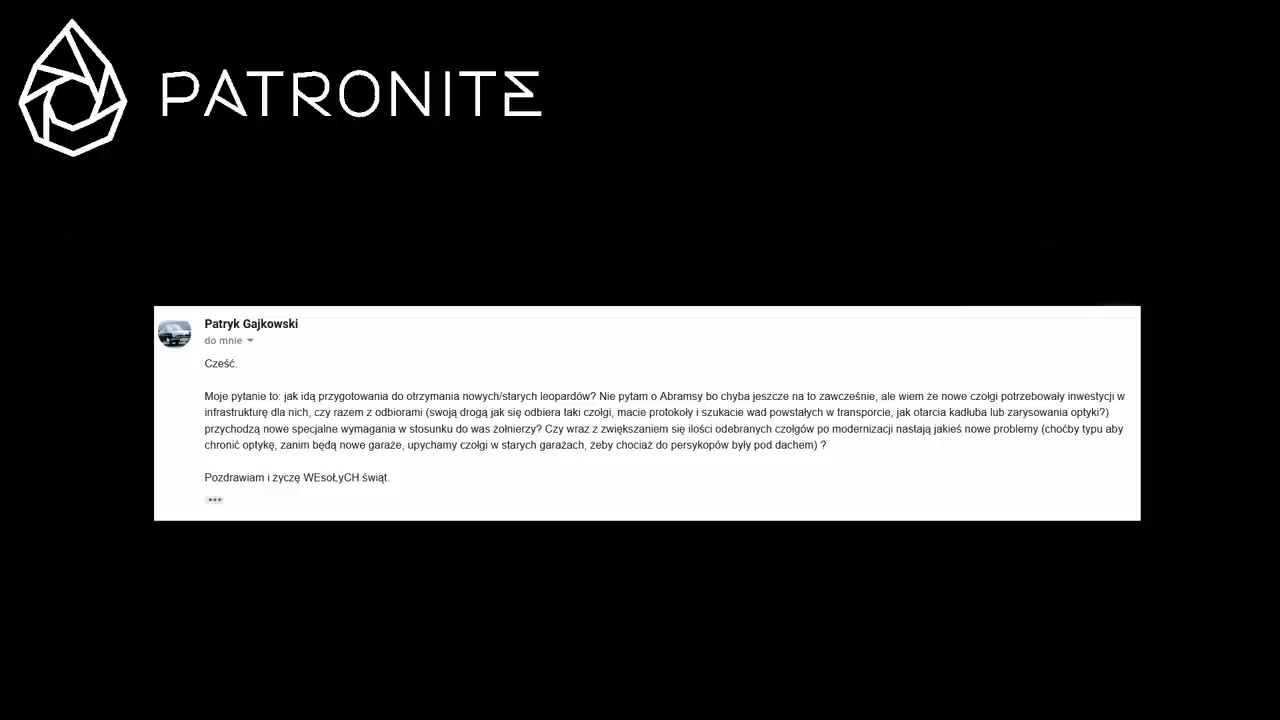 PATRONITE
Patryk Gajkowski
do mnie
Cześć.
Moje pytanie to: jak idą przygotowania do otrzymania nowych/starych leopardów? Nie pytam o Abramsy bo chyba jeszcze na to zawcześnie, ale wiem że nowe czołgi potrzebowały inwestycji w
infrastrukturę dla nich, czy razem z odbiorami (swoją drogą jak się odbiera taki czołgi, macie protokoły i szukacie wad powstałych w transporcie, jak otarcia kadłuba lub zarysowania optyki?)
przychodzą nowe specjalne wymagania w stosunku do was żołnierzy? Czy wraz z zwiększaniem się ilości odebranych czołgów po modernizacji nastają jakieś nowe problemy (choćby typu aby
chronić optykę, zanim będą nowe garaże, upychamy czołgi w starych garażach, żeby chociaż do persykopów były pod dachem) ?
Pozdrawiam i życzę WEsoŁyCH świąt.